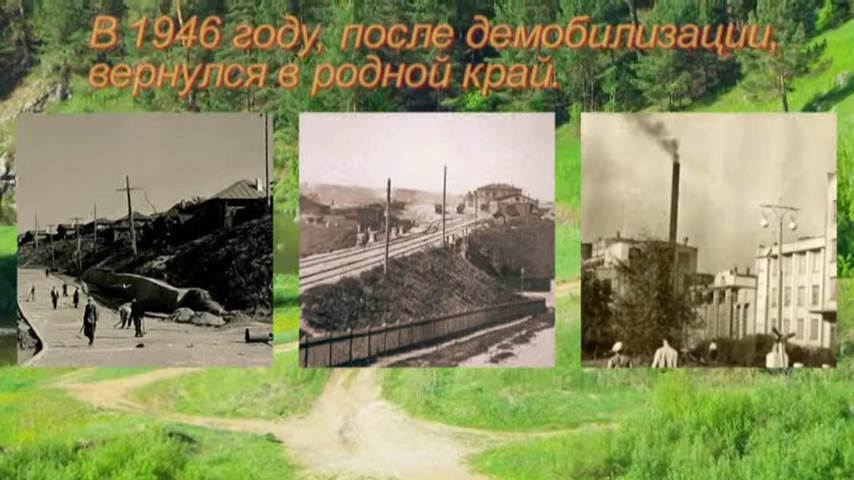 В 1946 году, после демобилизации,
вернулся в родной край.